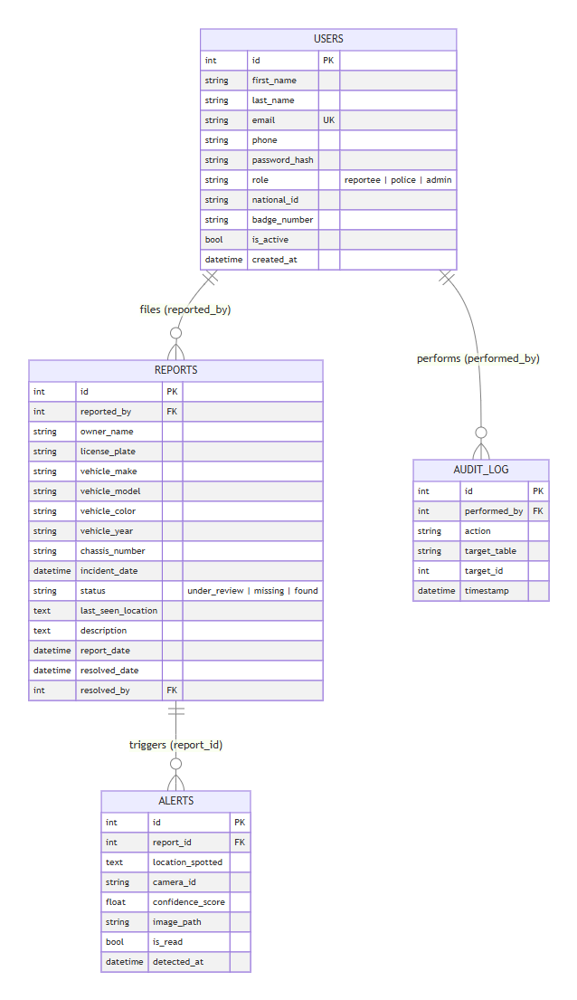 USERS
int id PK
string first_name
string last_name
string email UK
string phone
string password_hash
string role reportee | police | admin
string national_id
string badge_number
bool is_active
datetime created_at
files (reported_by)
performs (performed_by)
REPORTS
int id PK
int reported_by FK
string owner_name
string license_plate
string vehicle_make
string vehicle_model
string vehicle_color
string vehicle_year
string chassis_number
datetime incident_date
string status under_review | missing | found
text last_seen_location
text description
datetime report_date
datetime resolved_date
int resolved_by FK
AUDIT_LOG
int id PK
int performed_by FK
string action
string target_table
int target_id
datetime timestamp
triggers (report_id)
ALERTS
int id PK
int report_id FK
text location_spotted
string camera_id
float confidence_score
string image_path
bool is_read
datetime detected_at